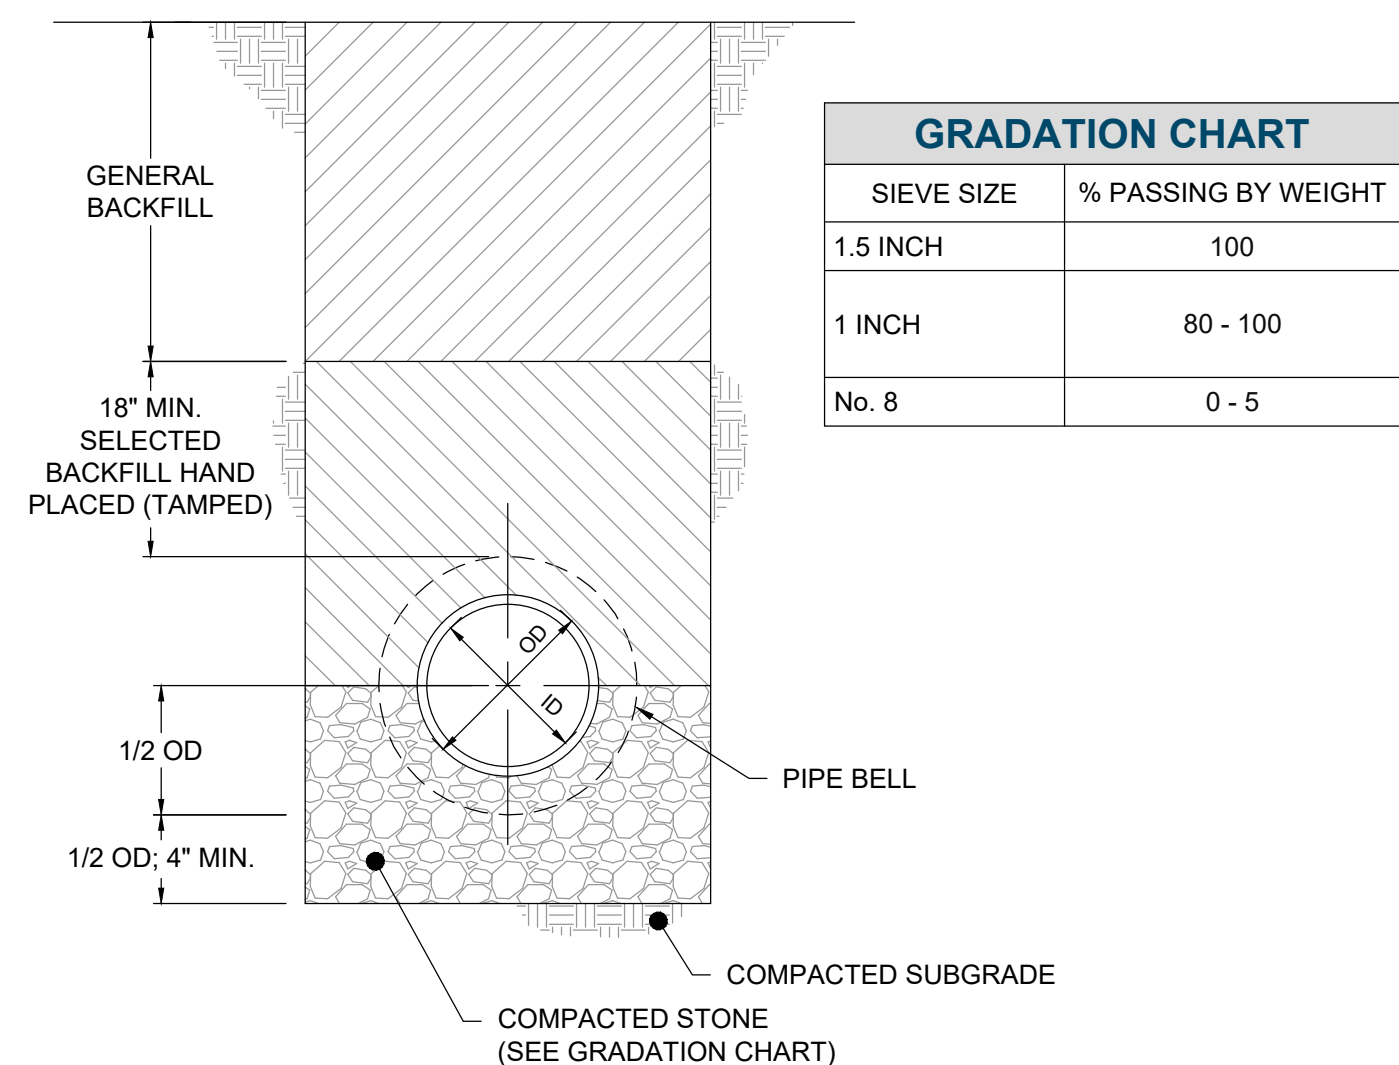 GENERAL
BACKFILL
18" MIN.
SELECTED
BACKFILL HAND
PLACED (TAMPED)
OD
ID
1/2 OD
1/2 OD; 4" MIN.
PIPE BELL
COMPACTED SUBGRADE
COMPACTED STONE
(SEE GRADATION CHART)
GRADATION CHART
SIEVE SIZE % PASSING BY WEIGHT
1.5 INCH 100
1 INCH 80 - 100
No. 8 0 - 5